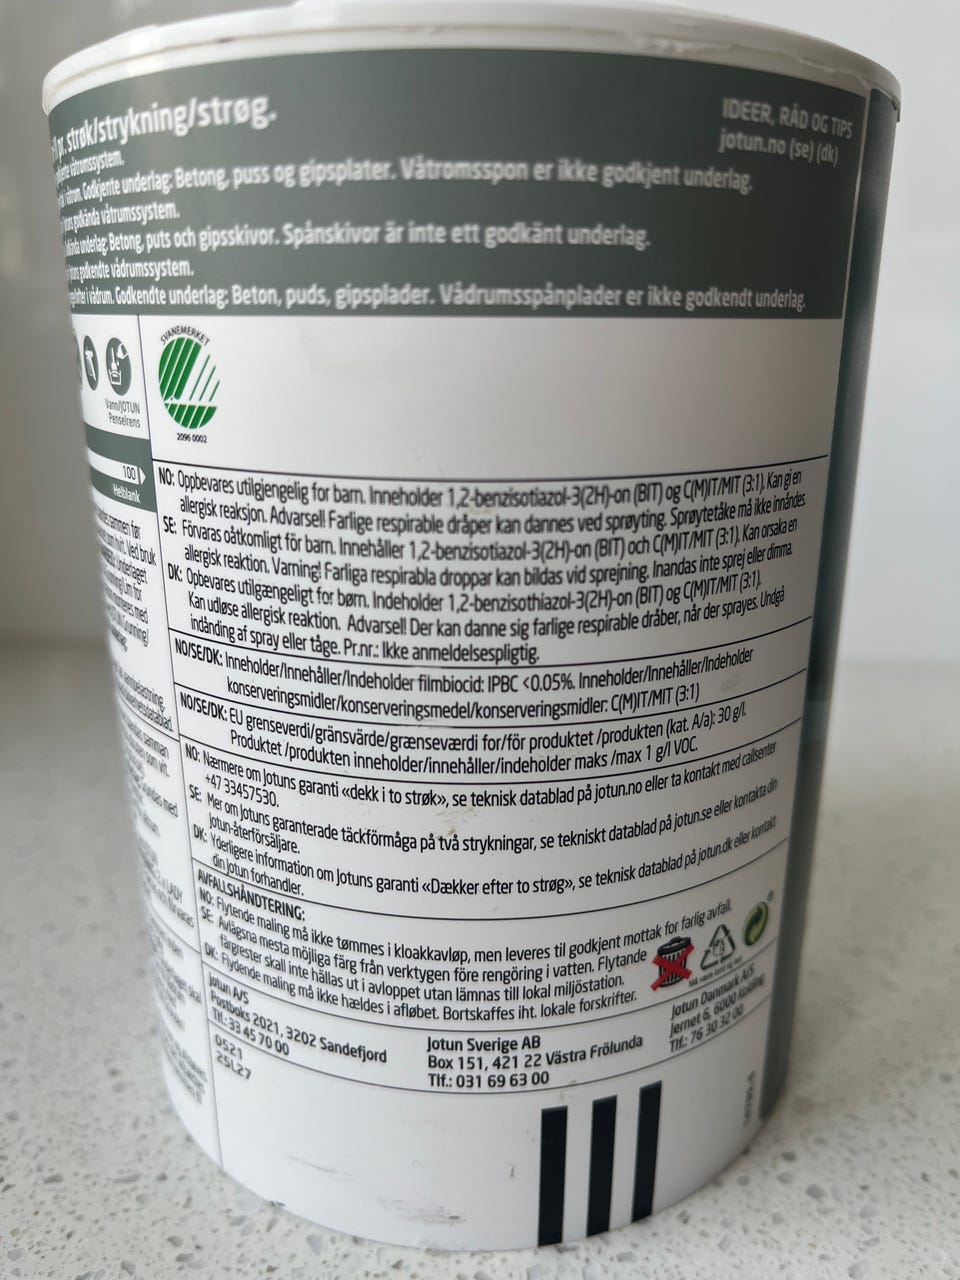 pr. strøk/strykning/strøg.
IDEER, RÅD OG TIPS
jotun.no (se) (dk)
våtromssystem.
i våtrom. Godkjente underlag: Betong, puss og gipsplater. Våtromsspon er ikke godkjent underlag.
godkända våtrumssystem.
underlag: Betong, puts och gipsskivor. Spånskivor är inte ett godkänt underlag.
godkendte vådrumssystem.
i vådrum. Godkendte underlag: Beton, puds, gipsplader. Vådrumsspånplader er ikke godkendt underlag.
SVANEMERKET
2096 0002
Vann/JOTUN
Penselrens
100
Helblank
NO: Oppbevares utilgjengelig for barn. Inneholder 1,2-benzisotiazol-3(2H)-on (BIT) og C(M)IT/MIT (3:1). Kan gi en
allergisk reaksjon. Advarsel! Farlige respirable dråper kan dannes ved sprøyting. Sprøytetåke må ikke innåndes.
SE: Förvaras oåtkomligt för barn. Innehåller 1,2-benzisotiazol-3(2H)-on (BIT) och C(M)IT/MIT (3:1). Kan orsaka en
allergisk reaktion. Varning! Farliga respirabla droppar kan bildas vid sprejning. Inandas inte sprej eller dimma.
DK: Opbevares utilgængeligt for børn. Indeholder 1,2-benzisothiazol-3(2H)-on (BIT) og C(M)IT/MIT (3:1).
Kan udløse allergisk reaktion. Advarsel! Der kan danne sig farlige respirable dråber, når der sprayes. Undgå
indånding af spray eller tåge. Pr.nr.: Ikke anmeldelsespligtig.
NO/SE/DK: Inneholder/Innehåller/Indeholder filmbiocid: IPBC <0.05%. Inneholder/Innehåller/Indeholder
konserveringsmidler/konserveringsmedel/konserveringsmidler: C(M)IT/MIT (3:1)
NO/SE/DK: EU grenseverdi/gränsvärde/grænseværdi for/för produktet /produkten (kat. A/a): 30 g/l.
Produktet /produkten inneholder/innehåller/indeholder maks /max 1 g/l VOC.
NO: Nærmere om Jotuns garanti «dekk i to strøk», se teknisk datablad på jotun.no eller ta kontakt med callsenter
+47 33457530.
SE: Mer om Jotuns garanterade täckförmåga på två strykningar, se tekniskt datablad på jotun.se eller kontakta din
Jotun-återförsäljare.
DK: Yderligere information om Jotuns garanti «Dækker efter to strøg», se teknisk datablad på jotun.dk eller kontakt
din Jotun forhandler.
AVFALLSHÅNDTERING:
NO: Flytende maling må ikke tømmes i kloakkavløp, men leveres til godkjent mottak for farlig avfall.
SE: Avlägsna mesta möjliga färg från verktygen före rengöring i vatten. Flytande
färgrester skall inte hällas ut i avloppet utan lämnas till lokal miljöstation.
DK: Flydende maling må ikke hældes i afløbet. Bortskaffes iht. lokale forskrifter.
Jotun A/S
Postboks 2021, 3202 Sandefjord
Tlf.: 33 45 70 00
Jotun Sverige AB
Box 151, 421 22 Västra Frölunda
Tlf.: 031 69 63 00
Jotun Danmark A/S
Jernet 6, 6000 Kolding
Tlf.: 76 30 32 00
0521
25L27